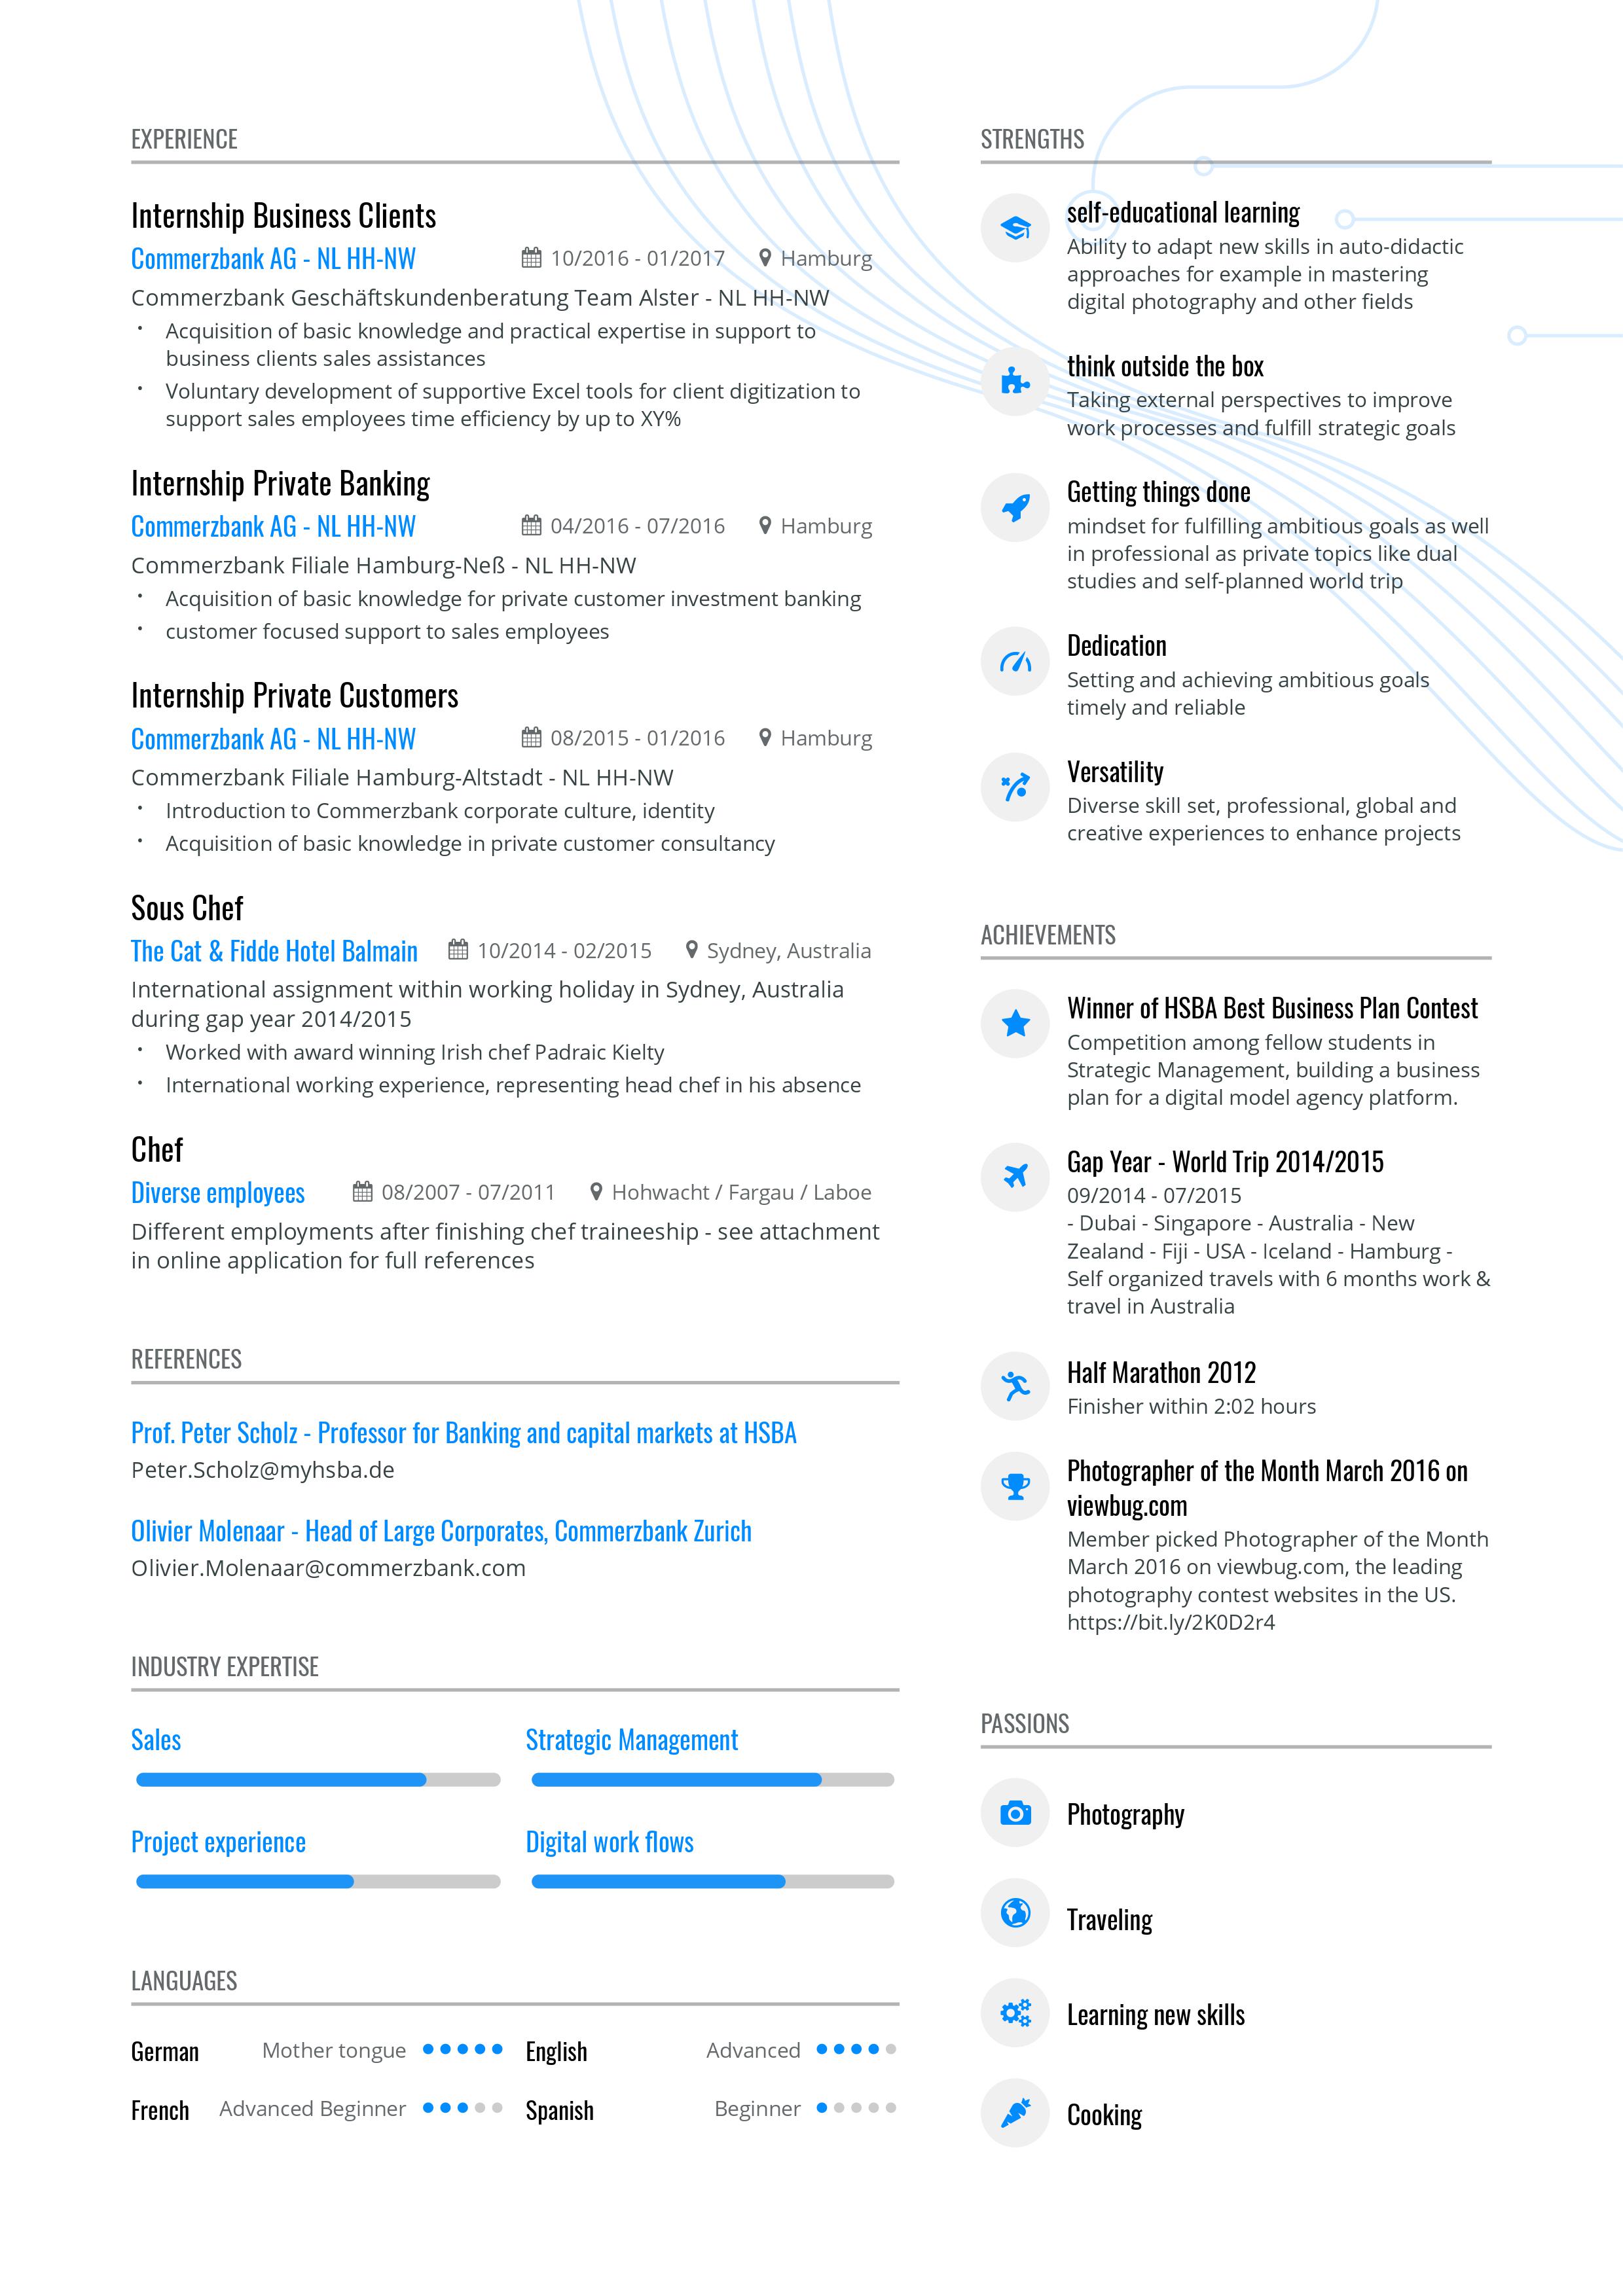 EXPERIENCE
Internship Business Clients
Commerzbank AG - NL HH-NW 10/2016 - 01/2017 Hamburg
Commerzbank Geschäftskundenberatung Team Alster - NL HH-NW
• Acquisition of basic knowledge and practical expertise in support to
business clients sales assistances
• Voluntary development of supportive Excel tools for client digitization to
support sales employees time efficiency by up to XY%
Internship Private Banking
Commerzbank AG - NL HH-NW 04/2016 - 07/2016 Hamburg
Commerzbank Filiale Hamburg-Neß - NL HH-NW
• Acquisition of basic knowledge for private customer investment banking
• customer focused support to sales employees
Internship Private Customers
Commerzbank AG - NL HH-NW 08/2015 - 01/2016 Hamburg
Commerzbank Filiale Hamburg-Altstadt - NL HH-NW
• Introduction to Commerzbank corporate culture, identity
• Acquisition of basic knowledge in private customer consultancy
Sous Chef
The Cat & Fidde Hotel Balmain 10/2014 - 02/2015 Sydney, Australia
International assignment within working holiday in Sydney, Australia
during gap year 2014/2015
• Worked with award winning Irish chef Padraic Kielty
• International working experience, representing head chef in his absence
Chef
Diverse employees 08/2007 - 07/2011 Hohwacht / Fargau / Laboe
Different employments after finishing chef traineeship - see attachment
in online application for full references
REFERENCES
Prof. Peter Scholz - Professor for Banking and capital markets at HSBA
Peter.Scholz@myhsba.de
Olivier Molenaar - Head of Large Corporates, Commerzbank Zurich
Olivier.Molenaar@commerzbank.com
INDUSTRY EXPERTISE
Sales Strategic Management
Project experience Digital work flows
LANGUAGES
German Mother tongue English Advanced
French Advanced Beginner Spanish Beginner
STRENGTHS
self-educational learning
Ability to adapt new skills in auto-didactic
approaches for example in mastering
digital photography and other fields
think outside the box
Taking external perspectives to improve
work processes and fulfill strategic goals
Getting things done
mindset for fulfilling ambitious goals as well
in professional as private topics like dual
studies and self-planned world trip
Dedication
Setting and achieving ambitious goals
timely and reliable
Versatility
Diverse skill set, professional, global and
creative experiences to enhance projects
ACHIEVEMENTS
Winner of HSBA Best Business Plan Contest
Competition among fellow students in
Strategic Management, building a business
plan for a digital model agency platform.
Gap Year - World Trip 2014/2015
09/2014 - 07/2015
- Dubai - Singapore - Australia - New
Zealand - Fiji - USA - Iceland - Hamburg -
Self organized travels with 6 months work &
travel in Australia
Half Marathon 2012
Finisher within 2:02 hours
Photographer of the Month March 2016 on
viewbug.com
Member picked Photographer of the Month
March 2016 on viewbug.com, the leading
photography contest websites in the US.
https://bit.ly/2K0D2r4
PASSIONS
Photography
Traveling
Learning new skills
Cooking